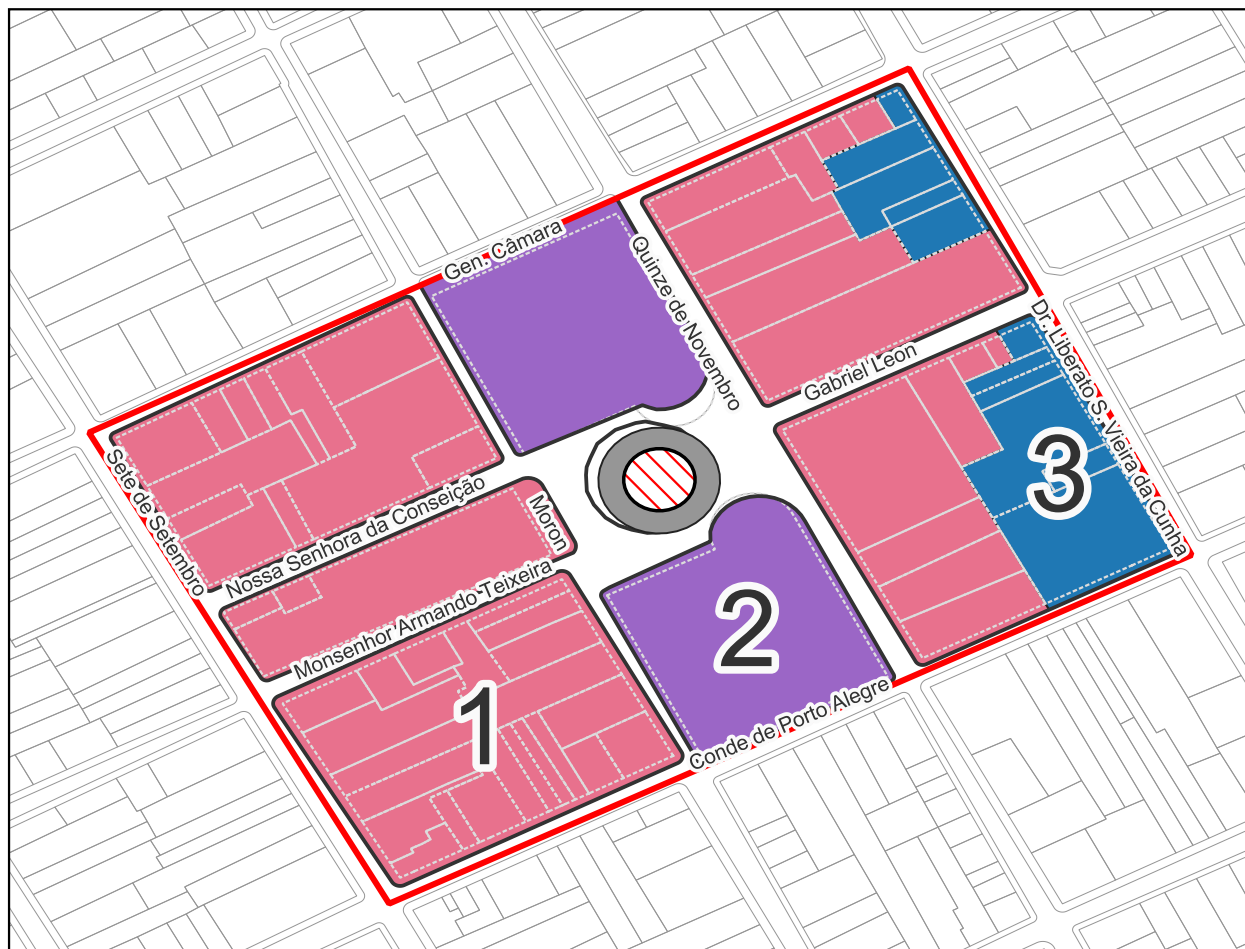 Gen. Câmara
Quinze de Novembro
Dr. Liberato S. Vieira da Cunha
Gabriel Leon
Sete de Setembro
Nossa Senhora da Conseição
Moron
3
Monsenhor Armando Teixeira
2
1
Conde de Porto Alegre